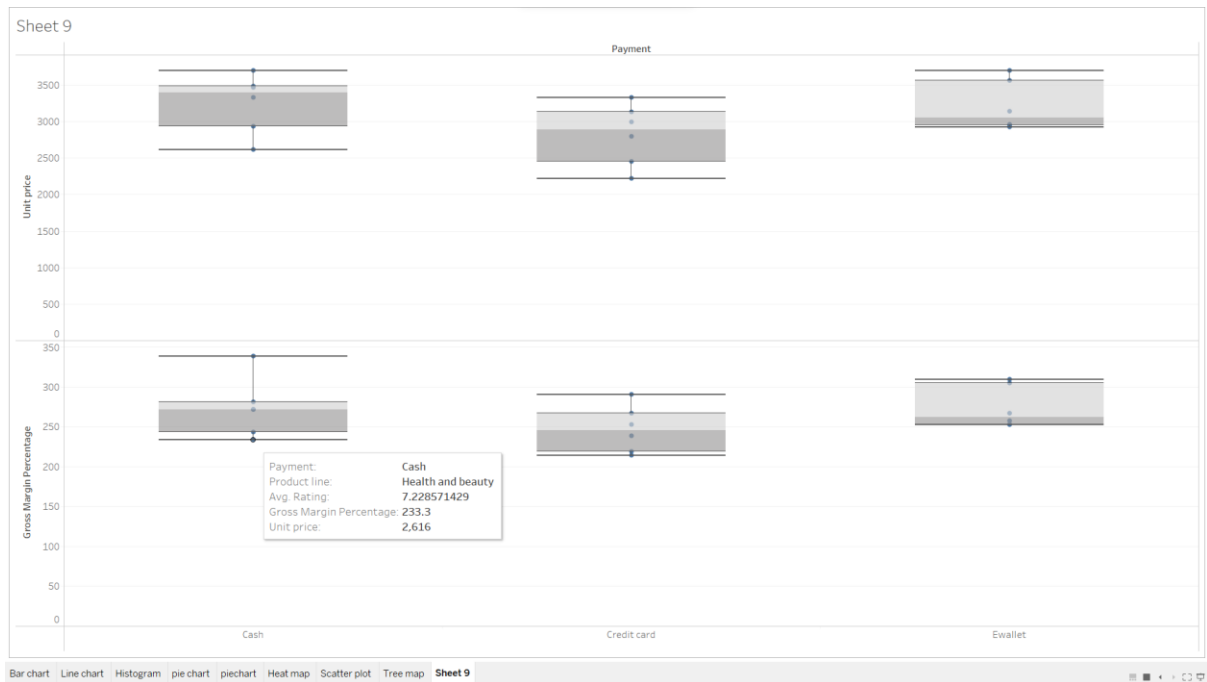 Sheet 9
Payment
3500
3000
2500
2000
1500
1000
500
0
Unit price
350
300
250
200
150
100
50
0
Gross Margin Percentage
Payment: Cash
Product line: Health and beauty
Avg. Rating: 7.228571429
Gross Margin Percentage: 233.3
Unit price: 2,616
Cash Credit card Ewallet
Bar chart Line chart Histogram pie chart piechart Heat map Scatter plot Tree map Sheet 9